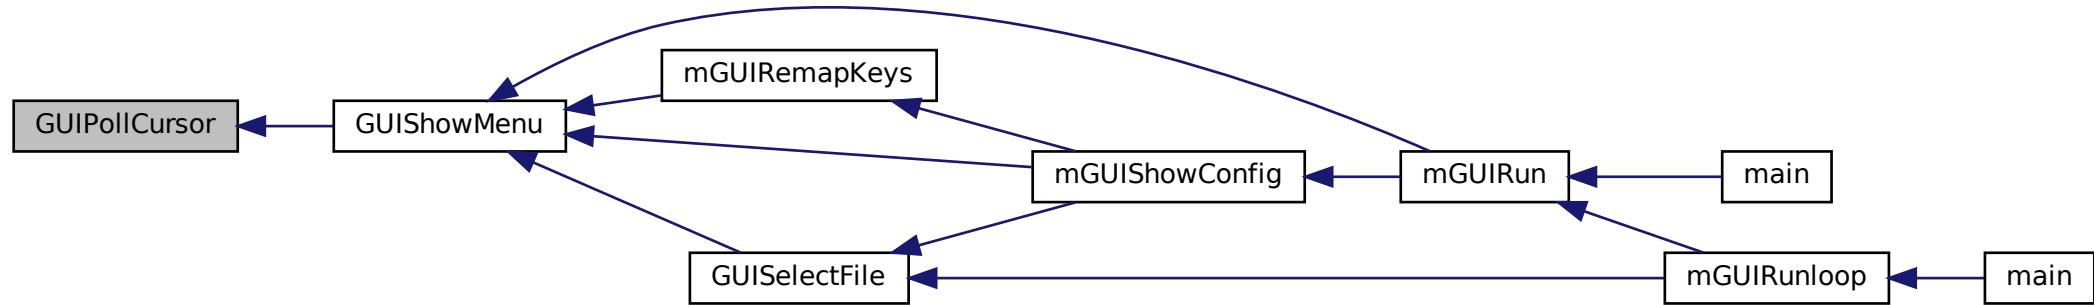 GUIPollCursor
GUIShowMenu
mGUIRemapKeys
mGUIShowConfig
GUISelectFile
mGUIRun
main
mGUIRunloop
main